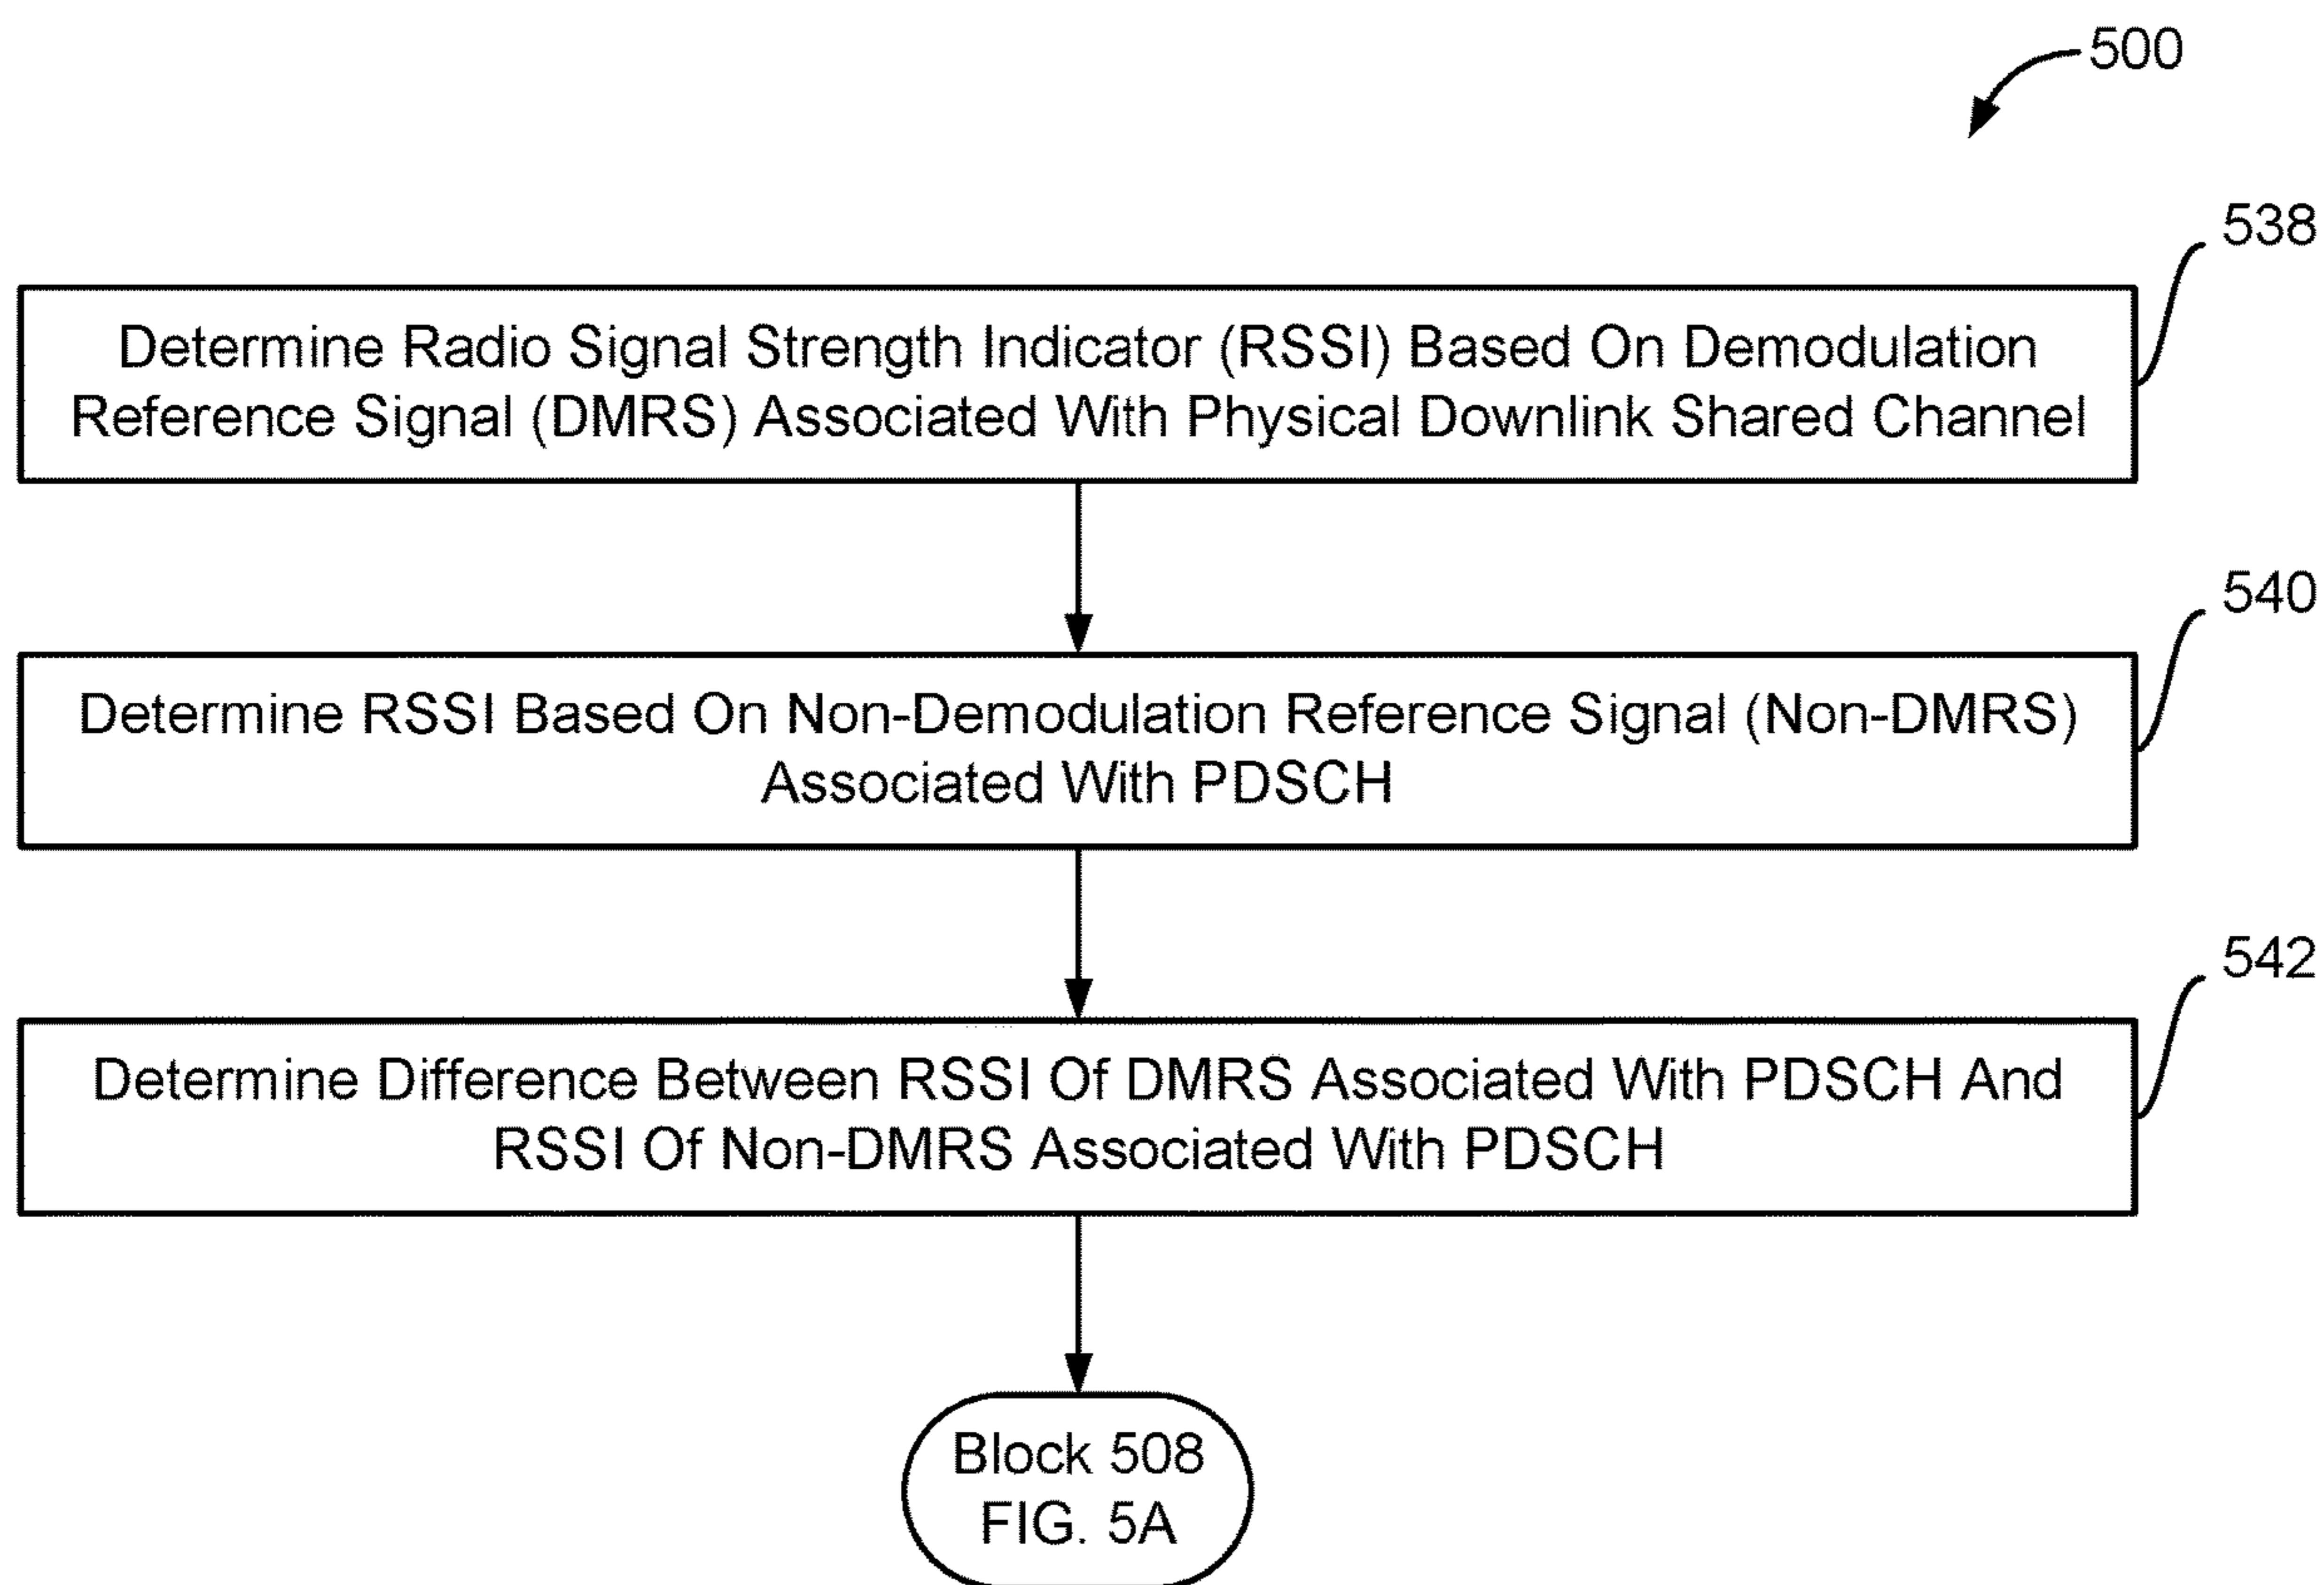 500
538
Determine Radio Signal Strength Indicator (RSSI) Based On Demodulation
Reference Signal (DMRS) Associated With Physical Downlink Shared Channel
540
Determine RSSI Based On Non-Demodulation Reference Signal (Non-DMRS)
Associated With PDSCH
542
Determine Difference Between RSSI Of DMRS Associated With PDSCH And
RSSI Of Non-DMRS Associated With PDSCH
Block 508
FIG. 5A